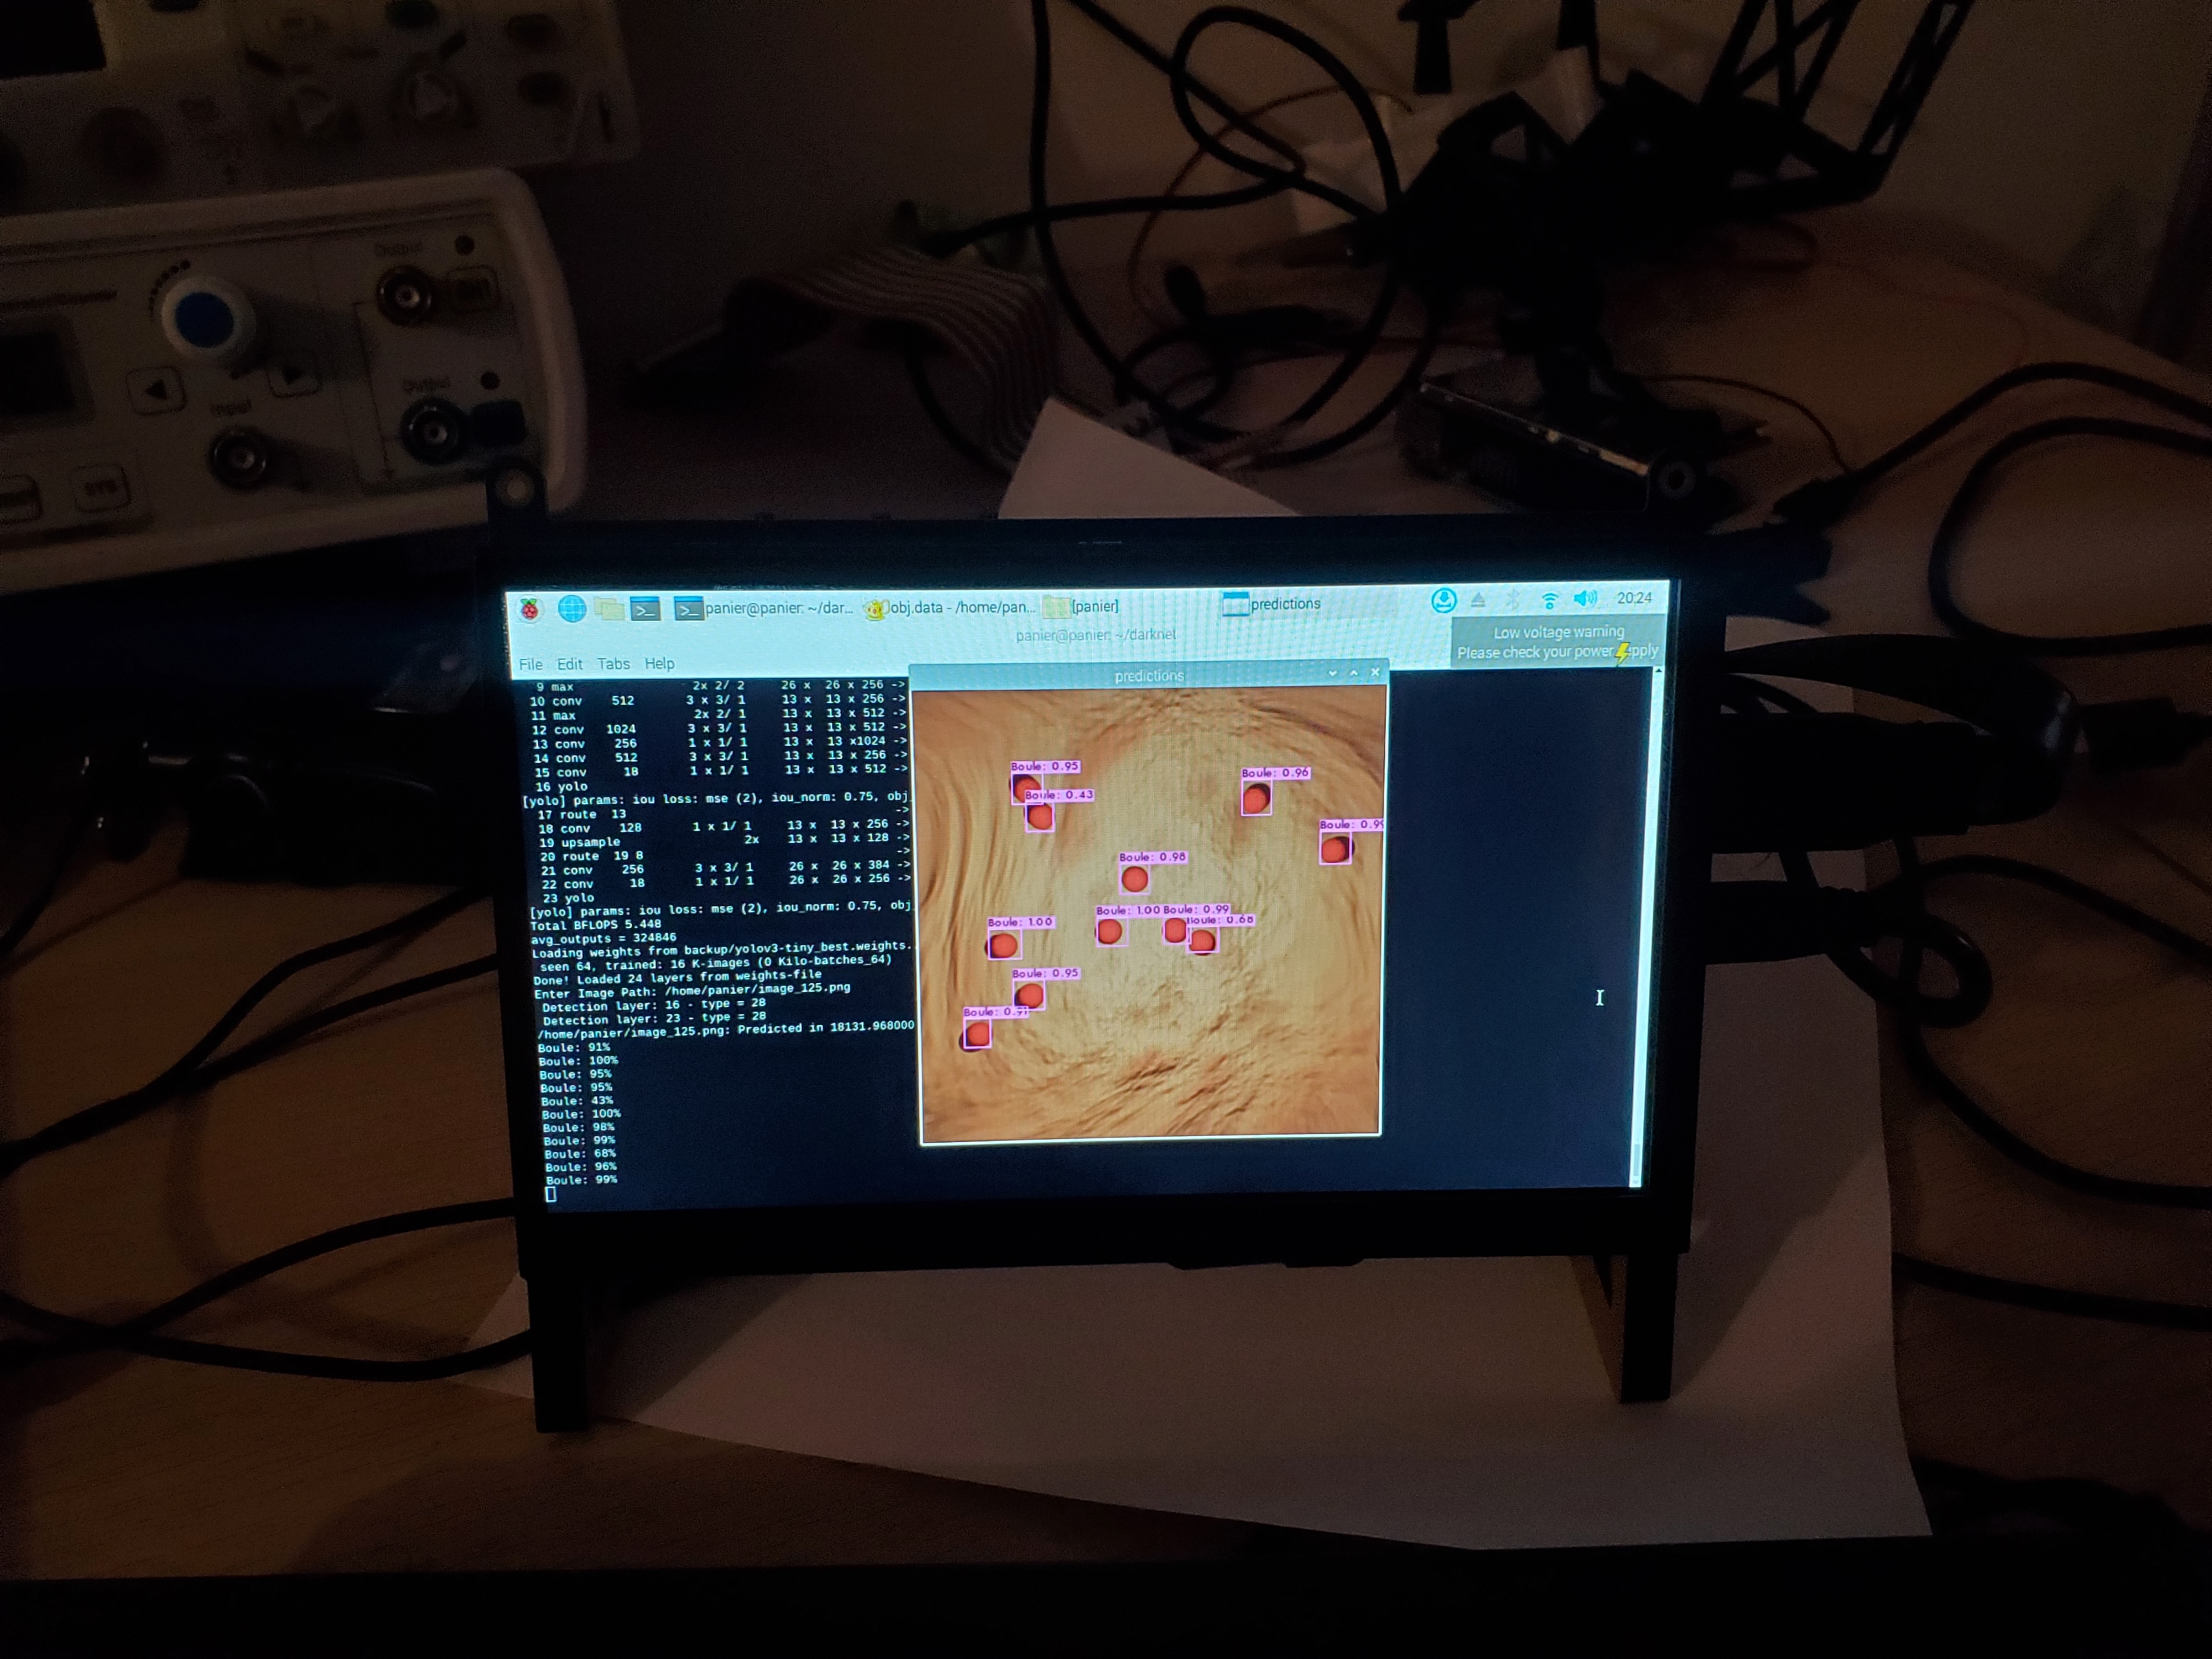 Output
Output
Input
SYS
panier@panier: ~/dar... obj.data - /home/pan... [panier] predictions 20:24
panier@panier: ~/darknet
Low voltage warning
Please check your power
File Edit Tabs Help
9 max 2x 2/ 2 26 x 26 x 256 ->
10 conv 512 3 x 3/ 1 13 x 13 x 256 ->
11 max 2x 2/ 1 13 x 13 x 512 ->
12 conv 1024 3 x 3/ 1 13 x 13 x 512 ->
13 conv 256 1 x 1/ 1 13 x 13 x1024 ->
14 conv 512 3 x 3/ 1 13 x 13 x 256 ->
15 conv 18 1 x 1/ 1 13 x 13 x 512 ->
16 yolo
[yolo] params: iou loss: mse (2), iou_norm: 0.75, obj
17 route 13 ->
18 conv 128 1 x 1/ 1 13 x 13 x 256 ->
19 upsample 2x 13 x 13 x 128 ->
20 route 19 8 ->
21 conv 256 3 x 3/ 1 26 x 26 x 384 ->
22 conv 18 1 x 1/ 1 26 x 26 x 256 ->
23 yolo
[yolo] params: iou loss: mse (2), iou_norm: 0.75, obj
Total BFLOPS 5.448
avg_outputs = 324846
Loading weights from backup/yolov3-tiny_best.weights.
seen 64, trained: 16 K-images (0 Kilo-batches_64)
Done! Loaded 24 layers from weights-file
Enter Image Path: /home/panier/image_125.png
Detection layer: 16 - type = 28
Detection layer: 23 - type = 28
/home/panier/image_125.png: Predicted in 18131.968000
Boule: 91%
Boule: 100%
Boule: 95%
Boule: 95%
Boule: 43%
Boule: 100%
Boule: 98%
Boule: 99%
Boule: 68%
Boule: 96%
Boule: 99%
predictions
Boule: 0.95
Boule: 0.96
Boule: 0.43
Boule: 0.99
Boule: 0.98
Boule: 1.00 Boule: 0.99
Boule: 0.68
Boule: 1.00
Boule: 0.95
Boule: 0.91